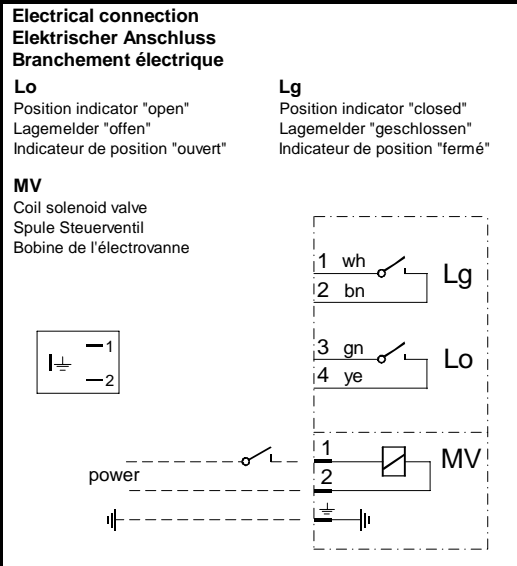 Electrical connection
Elektrischer Anschluss
Branchement électrique
Lo
Position indicator "open"
Lagemelder "offen"
Indicateur de position "ouvert"
Lg
Position indicator "closed"
Lagemelder "geschlossen"
Indicateur de position "fermé"
MV
Coil solenoid valve
Spule Steuerventil
Bobine de l'électrovanne
1 wh
2 bn
Lg
3 gn
4 ye
Lo
1
2
power
1
2
MV